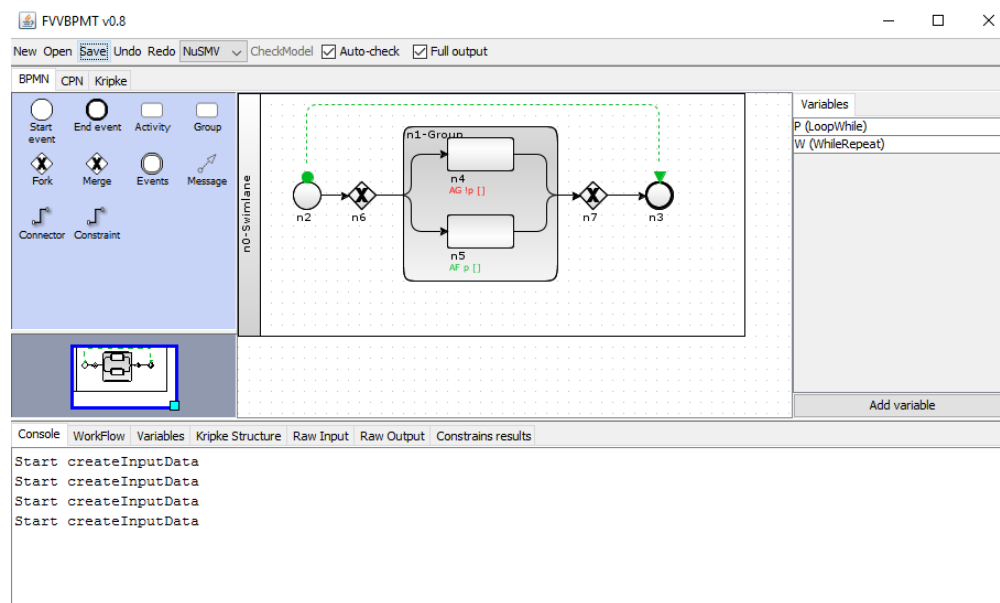 FVVBPMT v0.8
New Open Save Undo Redo NuSMV CheckModel Auto-check Full output
BPMN CPN Kripke
Start event
End event
Activity
Group
Fork
Merge
Events
Message
Connector
Constraint
n0-Swimlane
n1-Group
n4
AG !p []
n2
n6
n7
n3
n5
AF p []
Variables
P (LoopWhile)
W (WhileRepeat)
Add variable
Console WorkFlow Variables Kripke Structure Raw Input Raw Output Constrains results
Start createInputData
Start createInputData
Start createInputData
Start createInputData